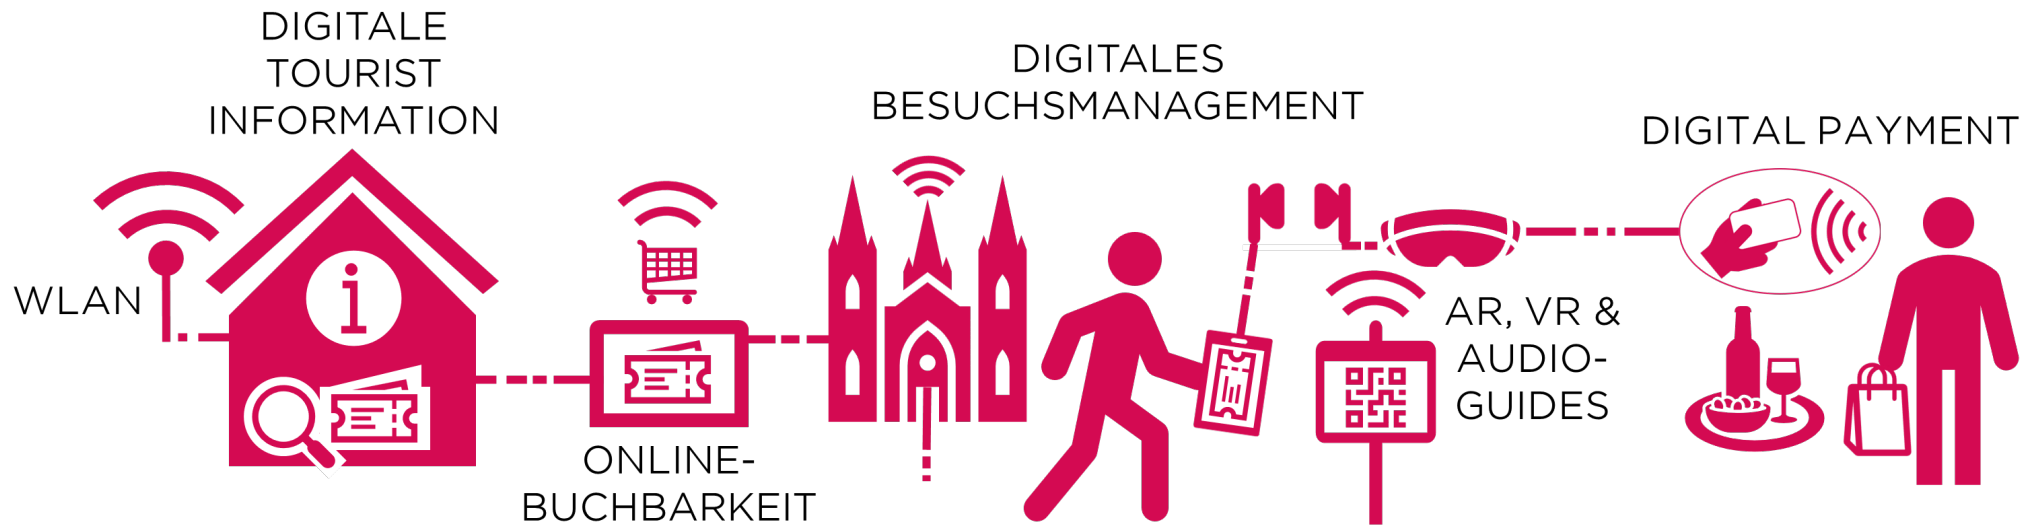 WLAN
DIGITALE
TOURIST
INFORMATION
i
ONLINE-
BUCHBARKEIT
DIGITALES
BESUCHSMANAGEMENT
AR, VR &
AUDIO-
GUIDES
DIGITAL PAYMENT